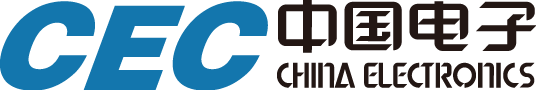 CEC 中国电子
CHINA ELECTRONICS